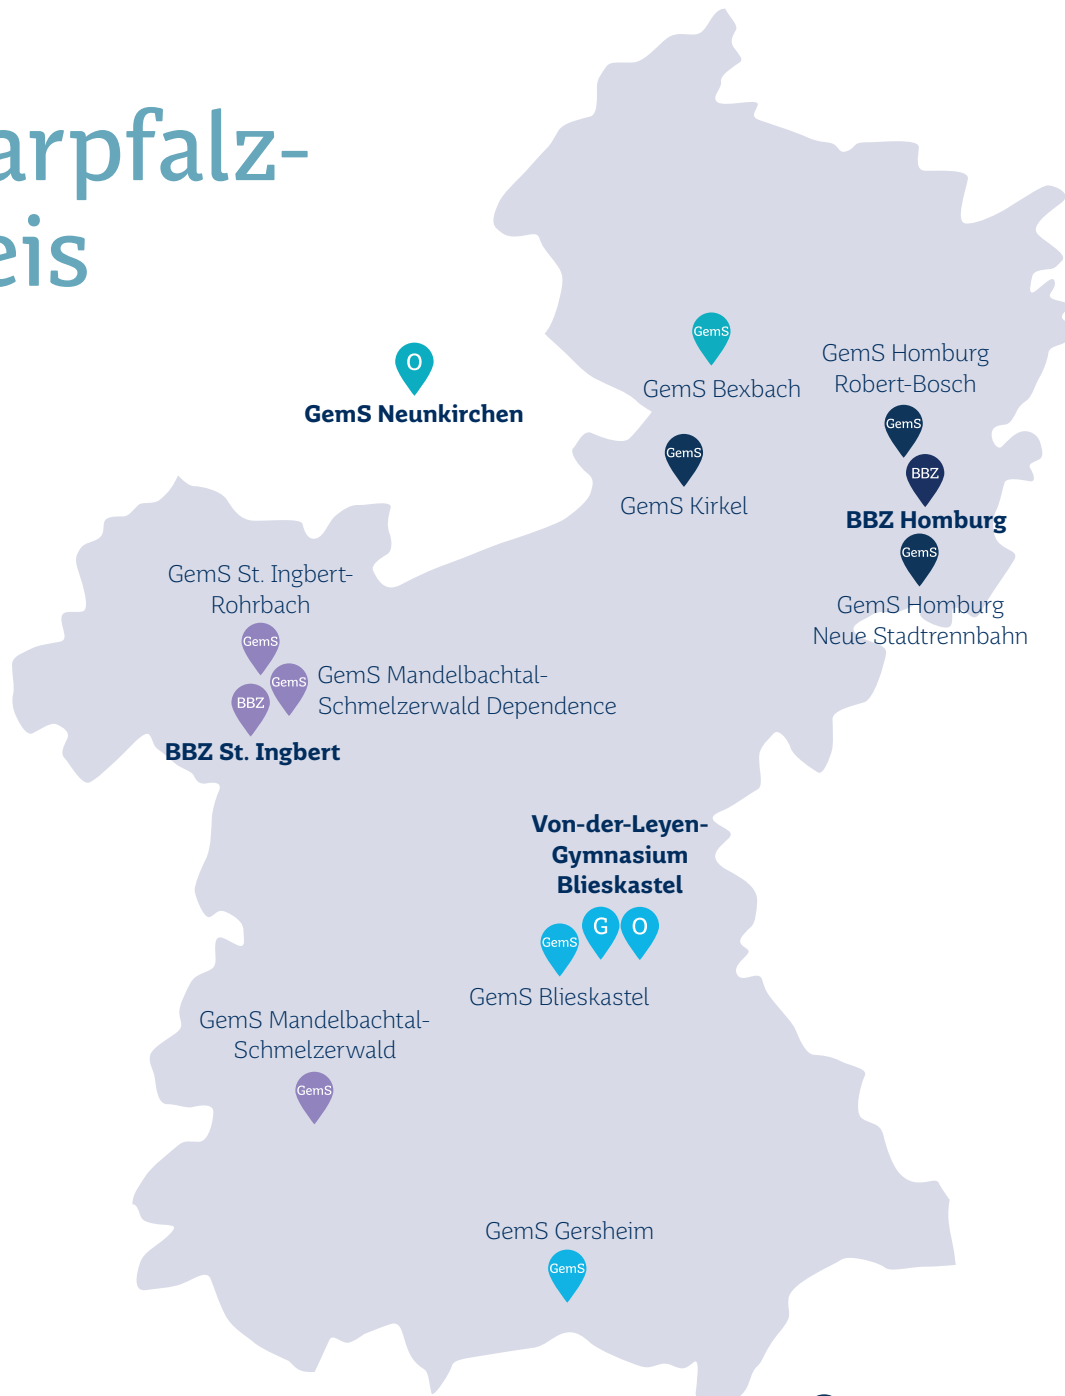 arpfalz-
eis
GemS
GemS Bexbach
GemS Homburg
Robert-Bosch
O
GemS Neunkirchen
GemS
GemS
GemS Kirkel
BBZ
BBZ Homburg
GemS
GemS Homburg
Neue Stadtrennbahn
GemS St. Ingbert-
Rohrbach
GemS
GemS
GemS Mandelbachtal-
Schmelzerwald Dependence
BBZ
BBZ St. Ingbert
Von-der-Leyen-
Gymnasium
Blieskastel
GemS
G
O
GemS Blieskastel
GemS Mandelbachtal-
Schmelzerwald
GemS
GemS Gersheim
GemS